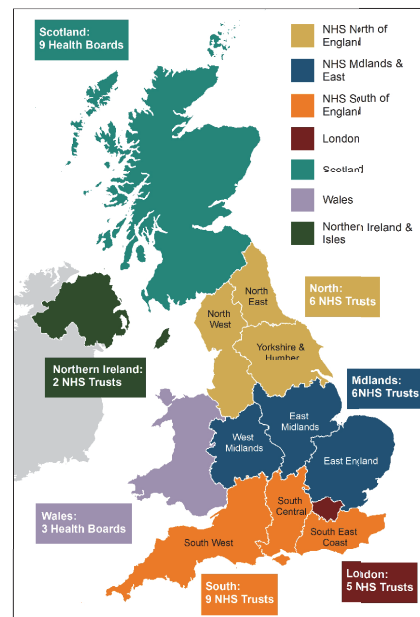 Scotland:
9 Health Boards
NHS North of
England
NHS Midlands &
East
NHS South of
England
London
Scotland
Wales
Northern Ireland &
Isles
North
East
North:
6 NHS Trusts
North
West
Yorkshire &
Humber
Northern Ireland:
2 NHS Trusts
Midlands:
6NHS Trusts
East
Midlands
West
Midlands
East England
Wales:
3 Health Boards
South
Central
South West
South East
Coast
South:
9 NHS Trusts
London:
5 NHS Trusts